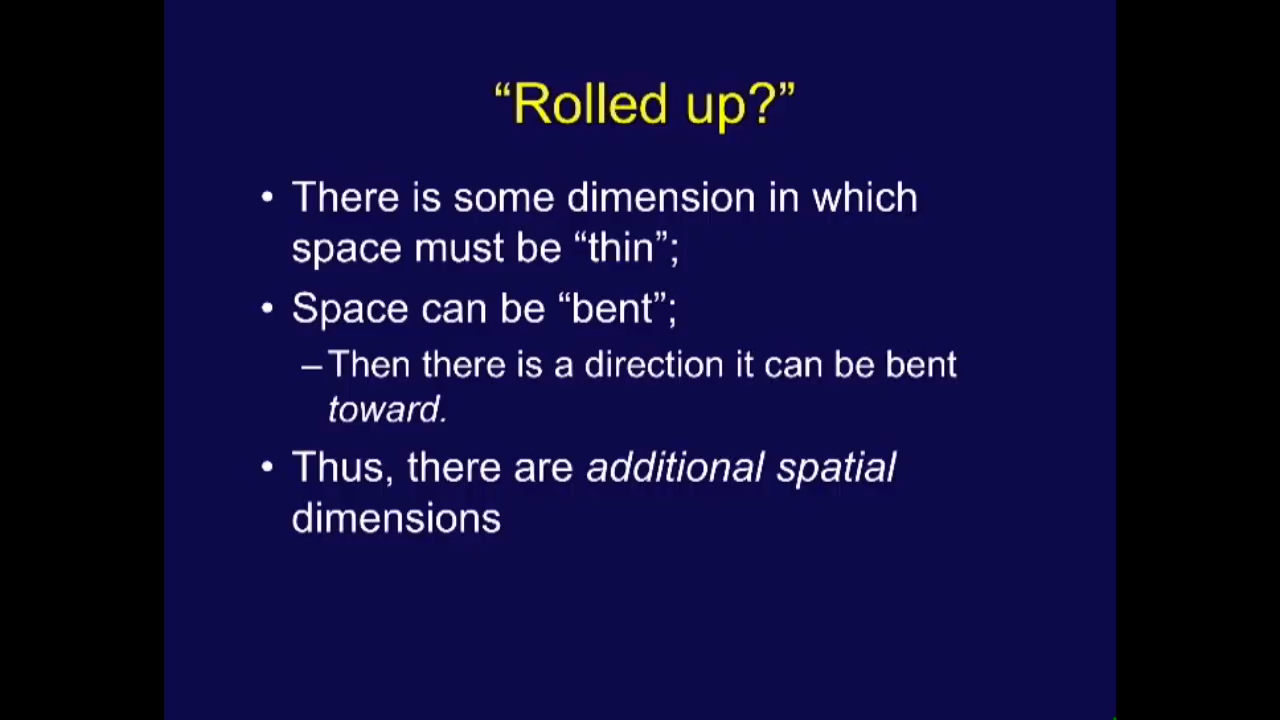 “Rolled up?”
• There is some dimension in which
space must be “thin”;
• Space can be “bent”;
–Then there is a direction it can be bent
toward.
• Thus, there are additional spatial
dimensions